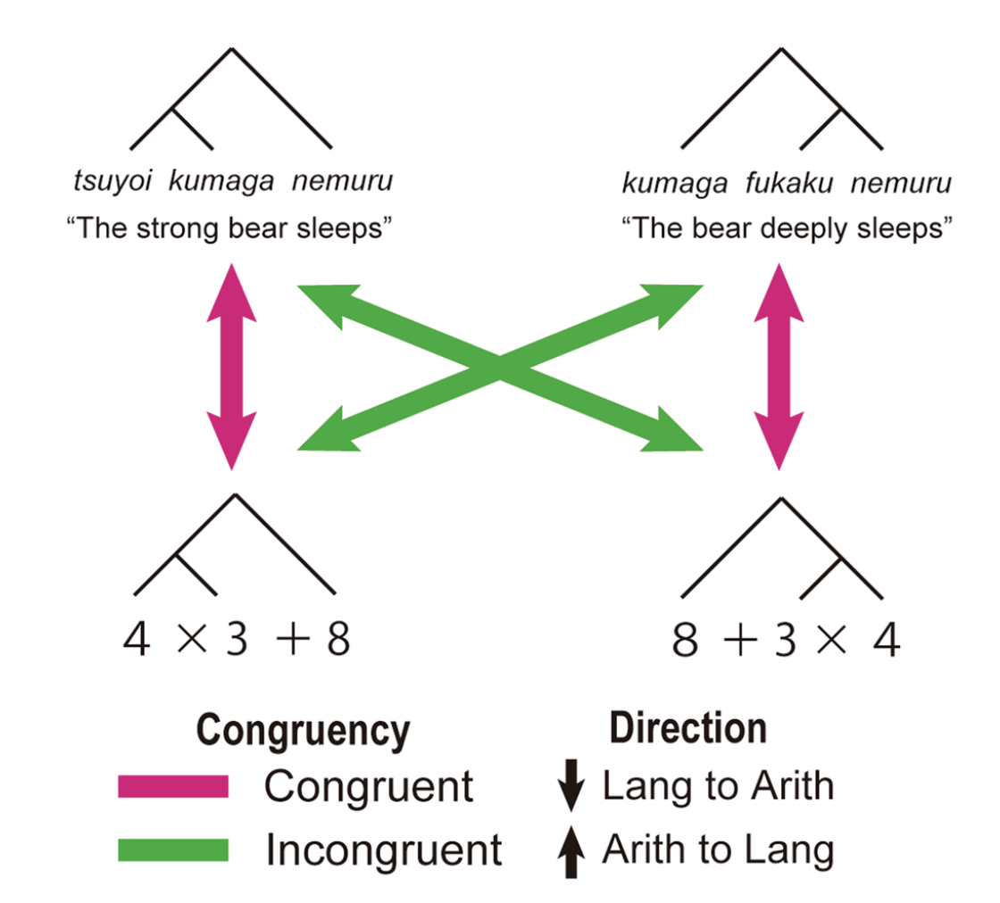 tsuyoi kumaga nemuru
“The strong bear sleeps”
kumaga fukaku nemuru
“The bear deeply sleeps”
4 × 3 + 8
8 + 3 × 4
Congruency
Congruent
Incongruent
Direction
Lang to Arith
Arith to Lang